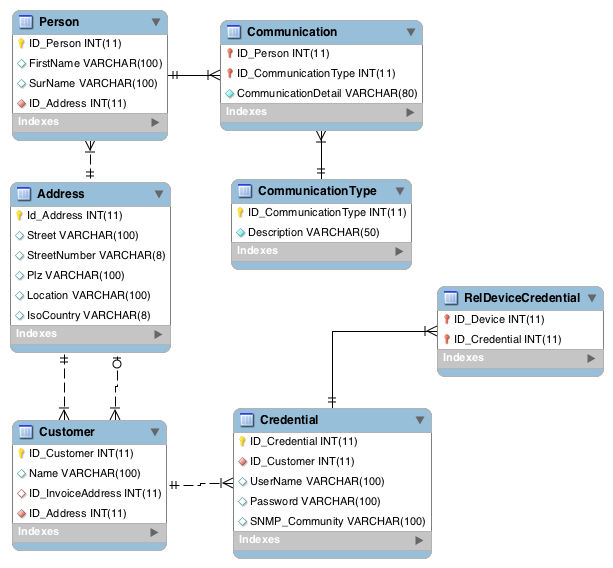 Person
ID_Person INT(11)
FirstName VARCHAR(100)
SurName VARCHAR(100)
ID_Address INT(11)
Indexes
Communication
ID_Person INT(11)
ID_CommunicationType INT(11)
CommunicationDetail VARCHAR(80)
Indexes
Address
Id_Address INT(11)
Street VARCHAR(100)
StreetNumber VARCHAR(8)
Plz VARCHAR(100)
Location VARCHAR(100)
IsoCountry VARCHAR(8)
Indexes
CommunicationType
ID_CommunicationType INT(11)
Description VARCHAR(50)
Indexes
RelDeviceCredential
ID_Device INT(11)
ID_Credential INT(11)
Indexes
Customer
ID_Customer INT(11)
Name VARCHAR(100)
ID_InvoiceAddress INT(11)
ID_Address INT(11)
Indexes
Credential
ID_Credential INT(11)
ID_Customer INT(11)
UserName VARCHAR(100)
Password VARCHAR(100)
SNMP_Community VARCHAR(100)
Indexes